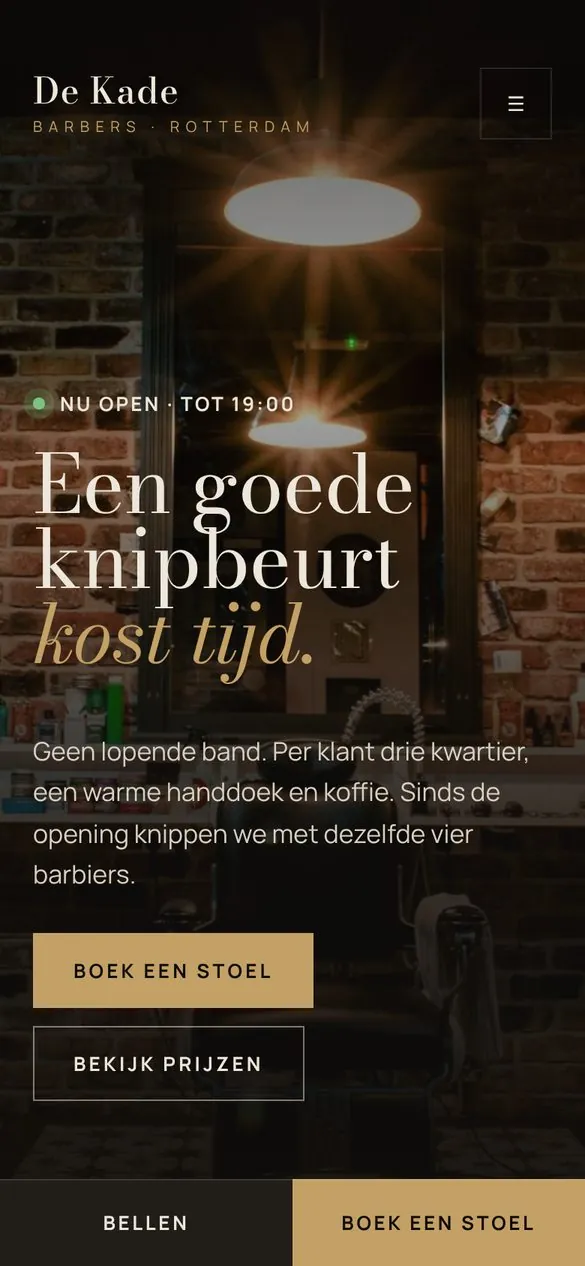 De Kade
BARBERS · ROTTERDAM
NU OPEN · TOT 19:00
Een goede
knipbeurt
kost tijd.
Geen lopende band. Per klant drie kwartier,
een warme handdoek en koffie. Sinds de
opening knippen we met dezelfde vier
barbiers.
BOEK EEN STOEL
BEKIJK PRIJZEN
BELLEN
BOEK EEN STOEL